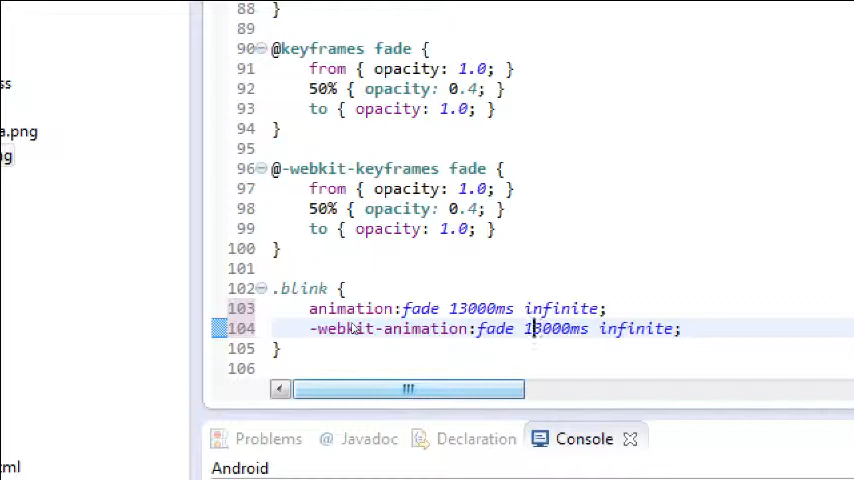 88 }
89
90 @keyframes fade {
91 from { opacity: 1.0; }
92 50% { opacity: 0.4; }
93 to { opacity: 1.0; }
94 }
95
96 @-webkit-keyframes fade {
97 from { opacity: 1.0; }
98 50% { opacity: 0.4; }
99 to { opacity: 1.0; }
100 }
101
102 .blink {
103 animation:fade 13000ms infinite;
104 -webkit-animation:fade 13000ms infinite;
105 }
106
ss
a.png
ng
tml
Problems @ Javadoc Declaration Console
Android